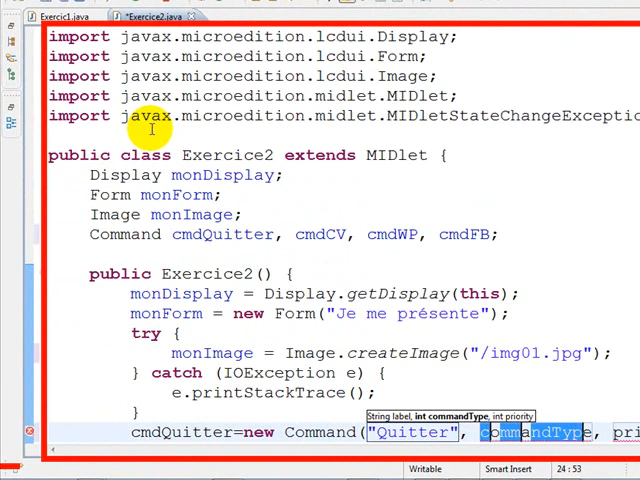 Exercic1.java *Exercice2.java
import javax.microedition.lcdui.Display;
import javax.microedition.lcdui.Form;
import javax.microedition.lcdui.Image;
import javax.microedition.midlet.MIDlet;
import javax.microedition.midlet.MIDletStateChangeExceptio
public class Exercice2 extends MIDlet {
Display monDisplay;
Form monForm;
Image monImage;
Command cmdQuitter, cmdCV, cmdWP, cmdFB;
public Exercice2() {
monDisplay = Display.getDisplay(this);
monForm = new Form("Je me présente");
try {
monImage = Image.createImage("/img01.jpg");
} catch (IOException e) {
e.printStackTrace();
}
String label, int commandType, int priority
cmdQuitter=new Command("Quitter", commandType, pri
Writable Smart Insert 24 : 53